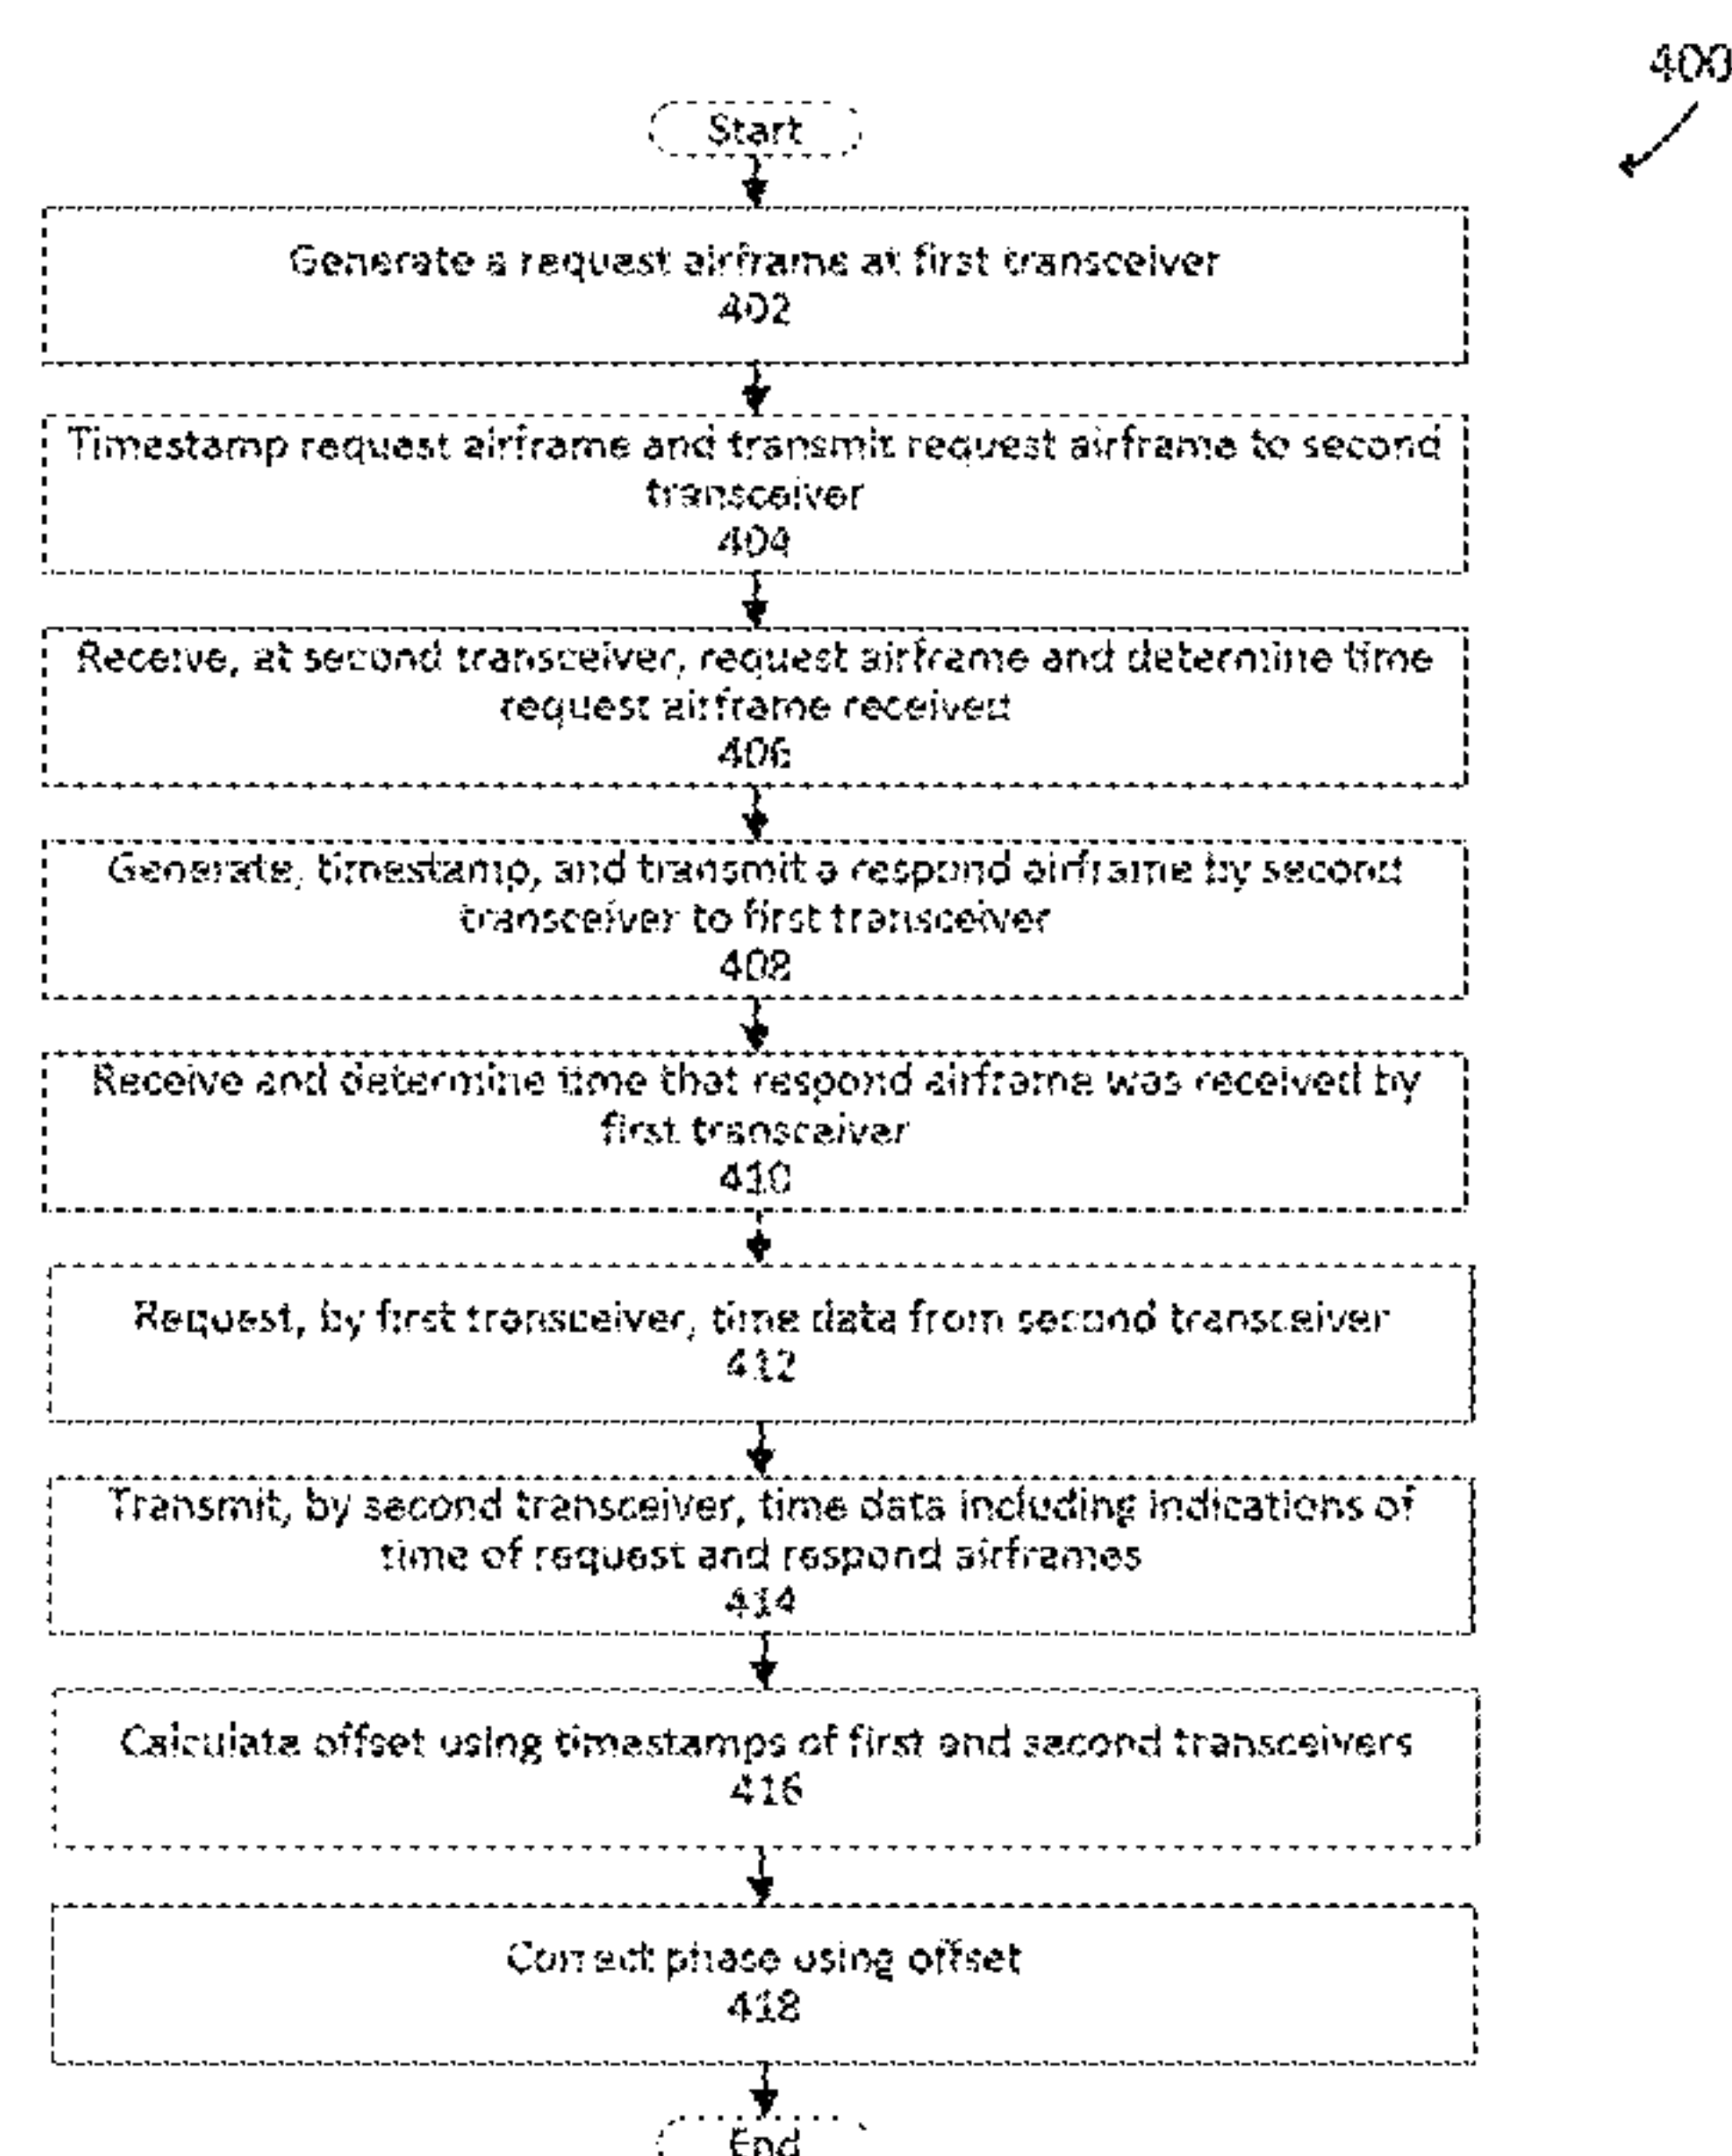 400
Start
Generate a request airframe at first transceiver
402
Timestamp request airframe and transmit request airframe to second
transceiver
404
Receive, at second transceiver, request airframe and determine time
request airframe received
406
Generate, timestamp, and transmit a respond airframe by second
transceiver to first transceiver
408
Receive and determine time that respond airframe was received by
first transceiver
410
Request, by first transceiver, time data from second transceiver
412
Transmit, by second transceiver, time data including indications of
time of request and respond airframes
414
Calculate offset using timestamps of first and second transceivers
416
Correct phase using offset
418
End